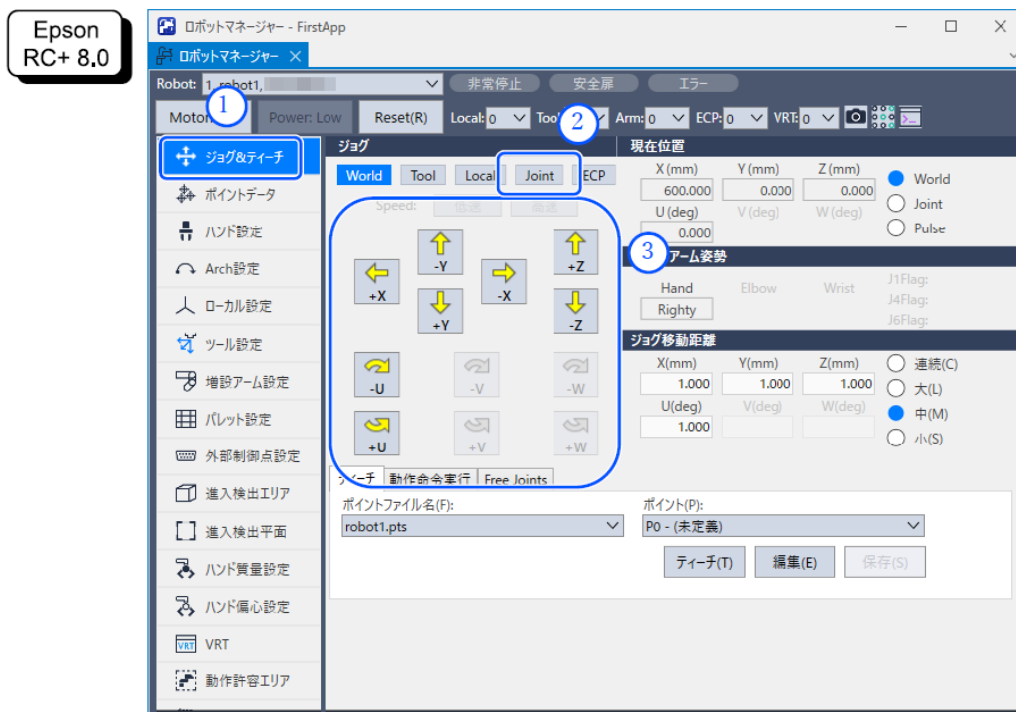 Epson
RC+ 8.0
ロボットマネージャー - FirstApp
ロボットマネージャー
Robot: 1, robot1, 非常停止 安全扉 エラー
1
Motor Power: Low Reset(R) Local: 0 Arm: 0 ECP: 0 VRT: 0
2
ジョグ&ティーチ
ポイントデータ
ハンド設定
Arch設定
ローカル設定
ツール設定
増設アーム設定
パレット設定
外部制御点設定
進入検出エリア
進入検出平面
ハンド質量設定
ハンド偏心設定
VRT
動作許容エリア
ジョグ
World Tool Local Joint ECP
Speed: 低速 高速
-Y +Z
+X -X
+Y -Z
-U -V -W
+U +V +W
現在位置
X (mm) Y (mm) Z (mm)
600.000 0.000 0.000
U (deg) V (deg) W (deg)
0.000
World
Joint
Pulse
3
アーム姿勢
Hand Elbow Wrist
Righty
J1Flag:
J4Flag:
J6Flag:
ジョグ移動距離
X(mm) Y(mm) Z(mm)
1.000 1.000 1.000
U(deg) V(deg) W(deg)
1.000
連続(C)
大(L)
中(M)
小(S)
ティーチ 動作命令実行 Free Joints
ポイントファイル名(F): ポイント(P):
robot1.pts P0 - (未定義)
ティーチ(T) 編集(E) 保存(S)